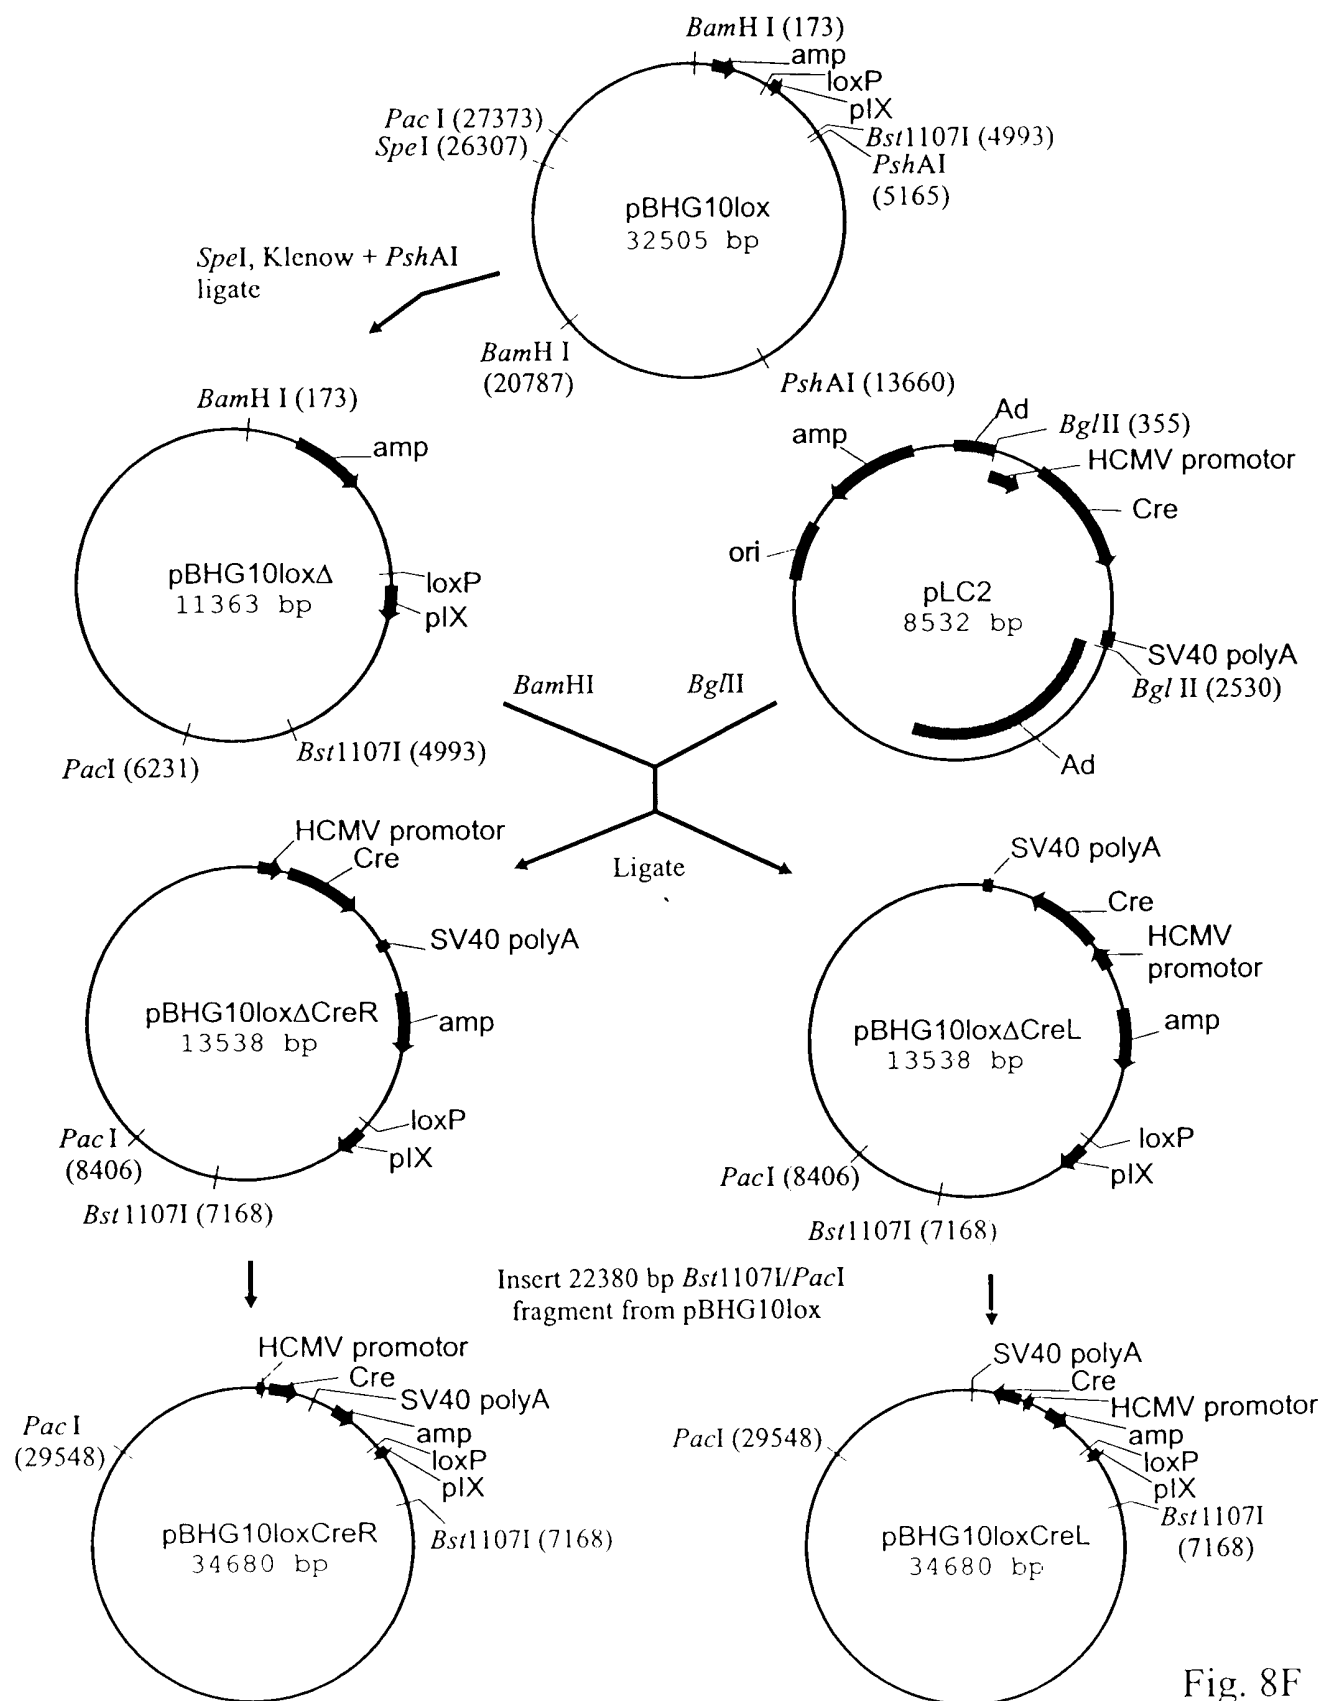 BamH I (173)
amp
loxP
pIX
Pac I (27373)
SpeI (26307)
Bst1107I (4993)
PshAI
(5165)
pBHG10lox
32505 bp
SpeI, Klenow + PshAI
ligate
BamH I
(20787)
PshAI (13660)
BamH I (173)
amp
loxP
pIX
pBHG10loxΔ
11363 bp
PacI (6231)
Bst1107I (4993)
Ad
BglII (355)
amp
HCMV promotor
Cre
ori
pLC2
8532 bp
SV40 polyA
Bgl II (2530)
Ad
BamHI
BglII
Ligate
HCMV promotor
Cre
SV40 polyA
pBHG10loxΔCreR
13538 bp
amp
loxP
pIX
Pac I
(8406)
Bst1107I (7168)
SV40 polyA
Cre
HCMV
promotor
pBHG10loxΔCreL
13538 bp
amp
loxP
pIX
PacI (8406)
Bst1107I (7168)
Insert 22380 bp Bst1107I/PacI
fragment from pBHG10lox
HCMV promotor
Cre
SV40 polyA
amp
loxP
pIX
Pac I
(29548)
Bst1107I (7168)
pBHG10loxCreR
34680 bp
SV40 polyA
Cre
HCMV promotor
amp
loxP
pIX
PacI (29548)
Bst1107I
(7168)
pBHG10loxCreL
34680 bp
Fig. 8F